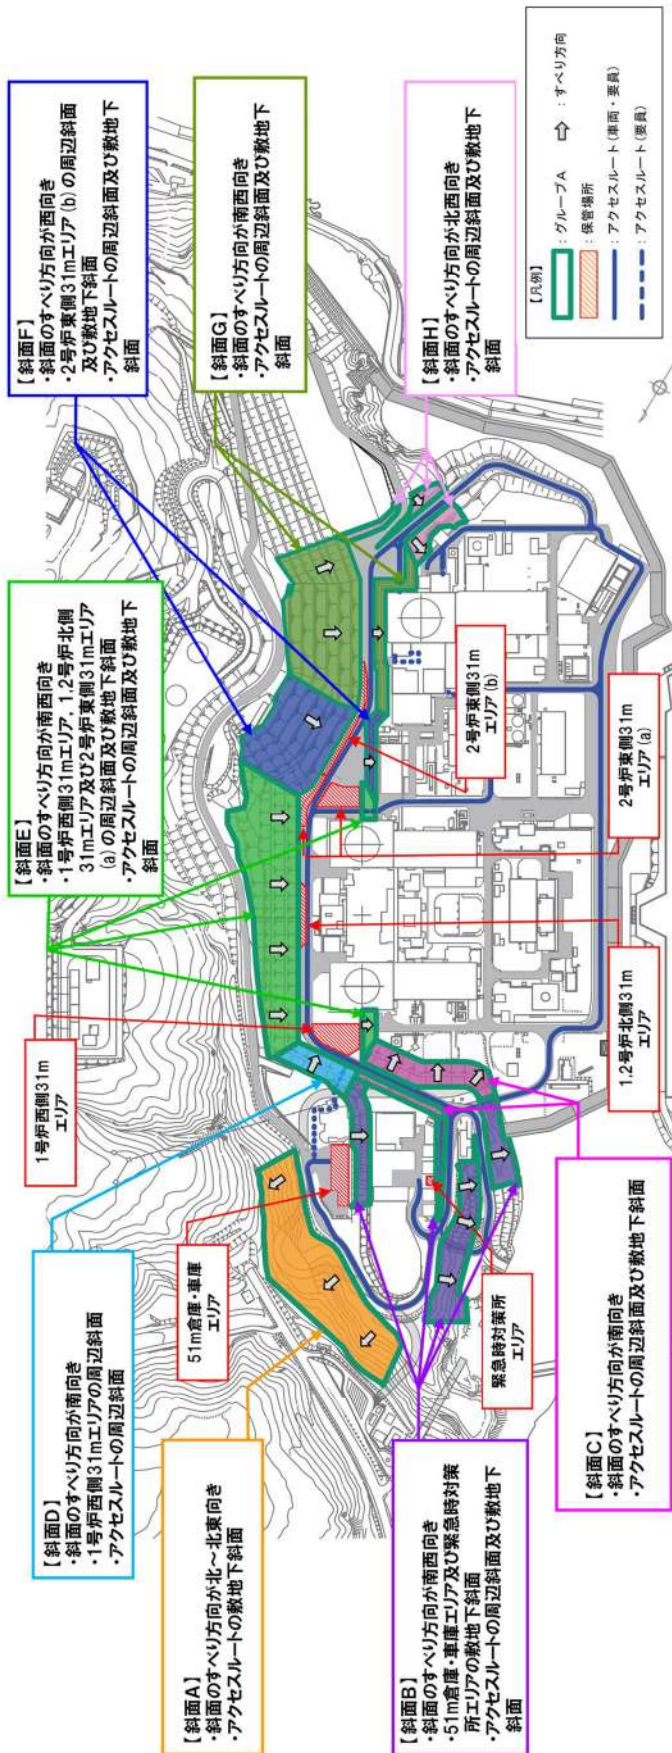 【斜面D】
・斜面のすべり方向が南向き
・1号炉西側31mエリアの周辺斜面
・アクセスルートの周辺斜面
【斜面E】
・斜面のすべり方向が南西向き
・1号炉西側31mエリア，1,2号炉北側
31mエリア及び2号炉東側31mエリア
(a)の周辺斜面及び敷地下斜面
・アクセスルートの周辺斜面及び敷地下
斜面
【斜面F】
・斜面のすべり方向が西向き
・2号炉東側31mエリア(b)の周辺斜面
及び敷地下斜面
・アクセスルートの周辺斜面及び敷地下
斜面
【斜面A】
・斜面のすべり方向が北～北東向き
・アクセスルートの敷地下斜面
51m倉庫・車庫
エリア
1号炉西側31m
エリア
【斜面G】
・斜面のすべり方向が南西向き
・アクセスルートの周辺斜面及び敷地下
斜面
【斜面B】
・斜面のすべり方向が南西向き
・51m倉庫・車庫エリア及び緊急時対策
所エリアの敷地下斜面
・アクセスルートの周辺斜面及び敷地下
斜面
緊急時対策所
エリア
2号炉東側31m
エリア(b)
【斜面H】
・斜面のすべり方向が北西向き
・アクセスルートの周辺斜面及び敷地下
斜面
【斜面C】
・斜面のすべり方向が南向き
・アクセスルートの周辺斜面及び敷地下斜面
1,2号炉北側31m
エリア
2号炉東側31m
エリア(a)
【凡例】
：グループA
：すべり方向
：保管場所
：アクセスルート(車両・要員)
：アクセスルート(要員)